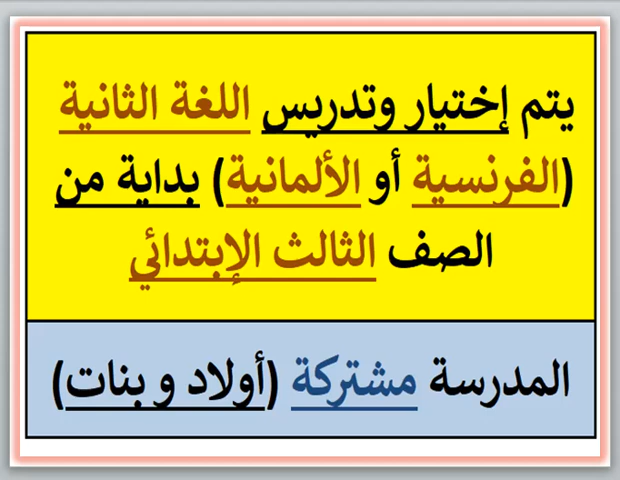 يتم إختيار وتدريس اللغة الثانية
(الفرنسية أو الألمانية) بداية من
الصف الثالث الإبتدائي
المدرسة مشتركة (أولاد و بنات)